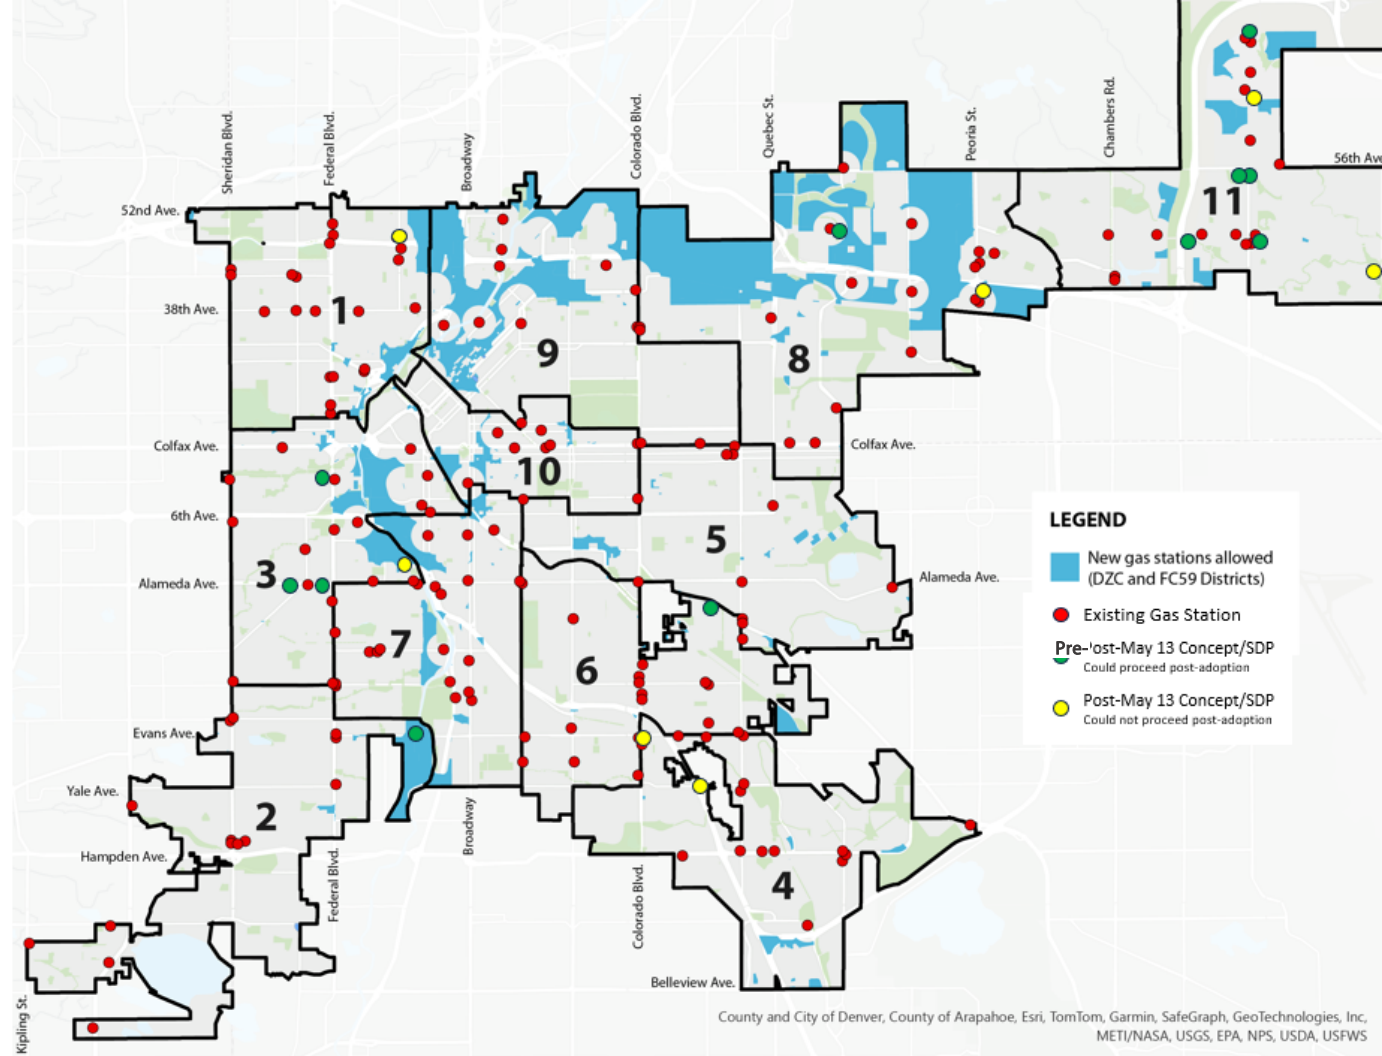 Sheridan Blvd.
Federal Blvd.
Broadway
Colorado Blvd.
Quebec St.
Peoria St.
Chambers Rd.
56th Ave
52nd Ave.
11
38th Ave.
1
9
8
Colfax Ave.
Colfax Ave.
10
6th Ave.
5
3
Alameda Ave.
Alameda Ave.
7
6
Evans Ave.
Yale Ave.
2
Broadway
Hampden Ave.
Federal Blvd.
4
Colorado Blvd.
Belleview Ave.
Kipling St.
LEGEND
New gas stations allowed
(DZC and FC59 Districts)
Existing Gas Station
Pre-'ost-May 13 Concept/SDP
Could proceed post-adoption
Post-May 13 Concept/SDP
Could not proceed post-adoption
County and City of Denver, County of Arapahoe, Esri, TomTom, Garmin, SafeGraph, GeoTechnologies, Inc,
METI/NASA, USGS, EPA, NPS, USDA, USFWS